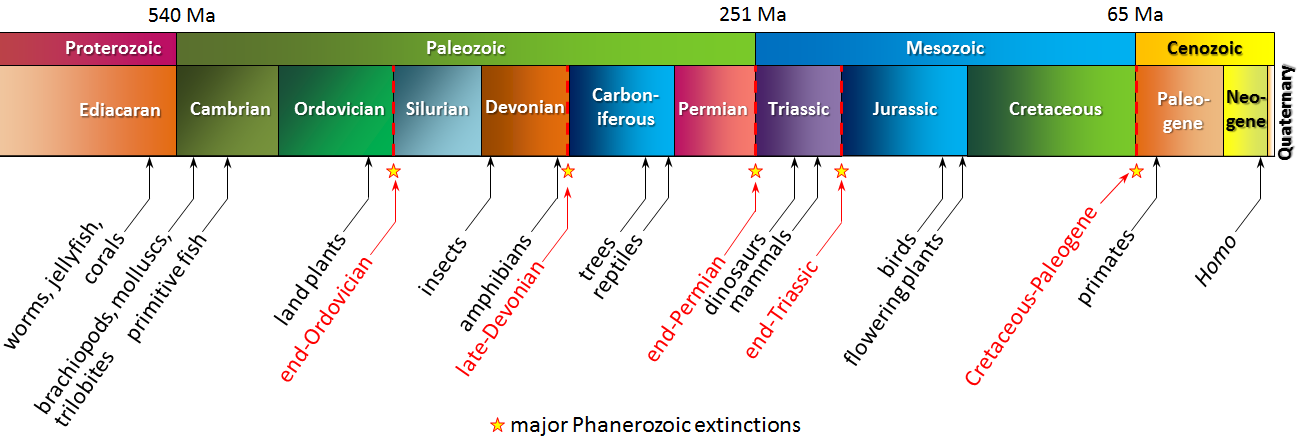 540 Ma
251 Ma
65 Ma
Proterozoic
Paleozoic
Mesozoic
Cenozoic
Ediacaran
Cambrian
Ordovician
Silurian
Devonian
Carbon-
iferous
Permian
Triassic
Jurassic
Cretaceous
Paleo-
gene
Neo-
gene
Quaternary
worms, jellyfish,
corals
brachiopods, molluscs,
trilobites
primitive fish
land plants
end-Ordovician
insects
amphibians
late-Devonian
trees
reptiles
end-Permian
dinosaurs
mammals
end-Triassic
birds
flowering plants
Cretaceous-Paleogene
primates
Homo
major Phanerozoic extinctions